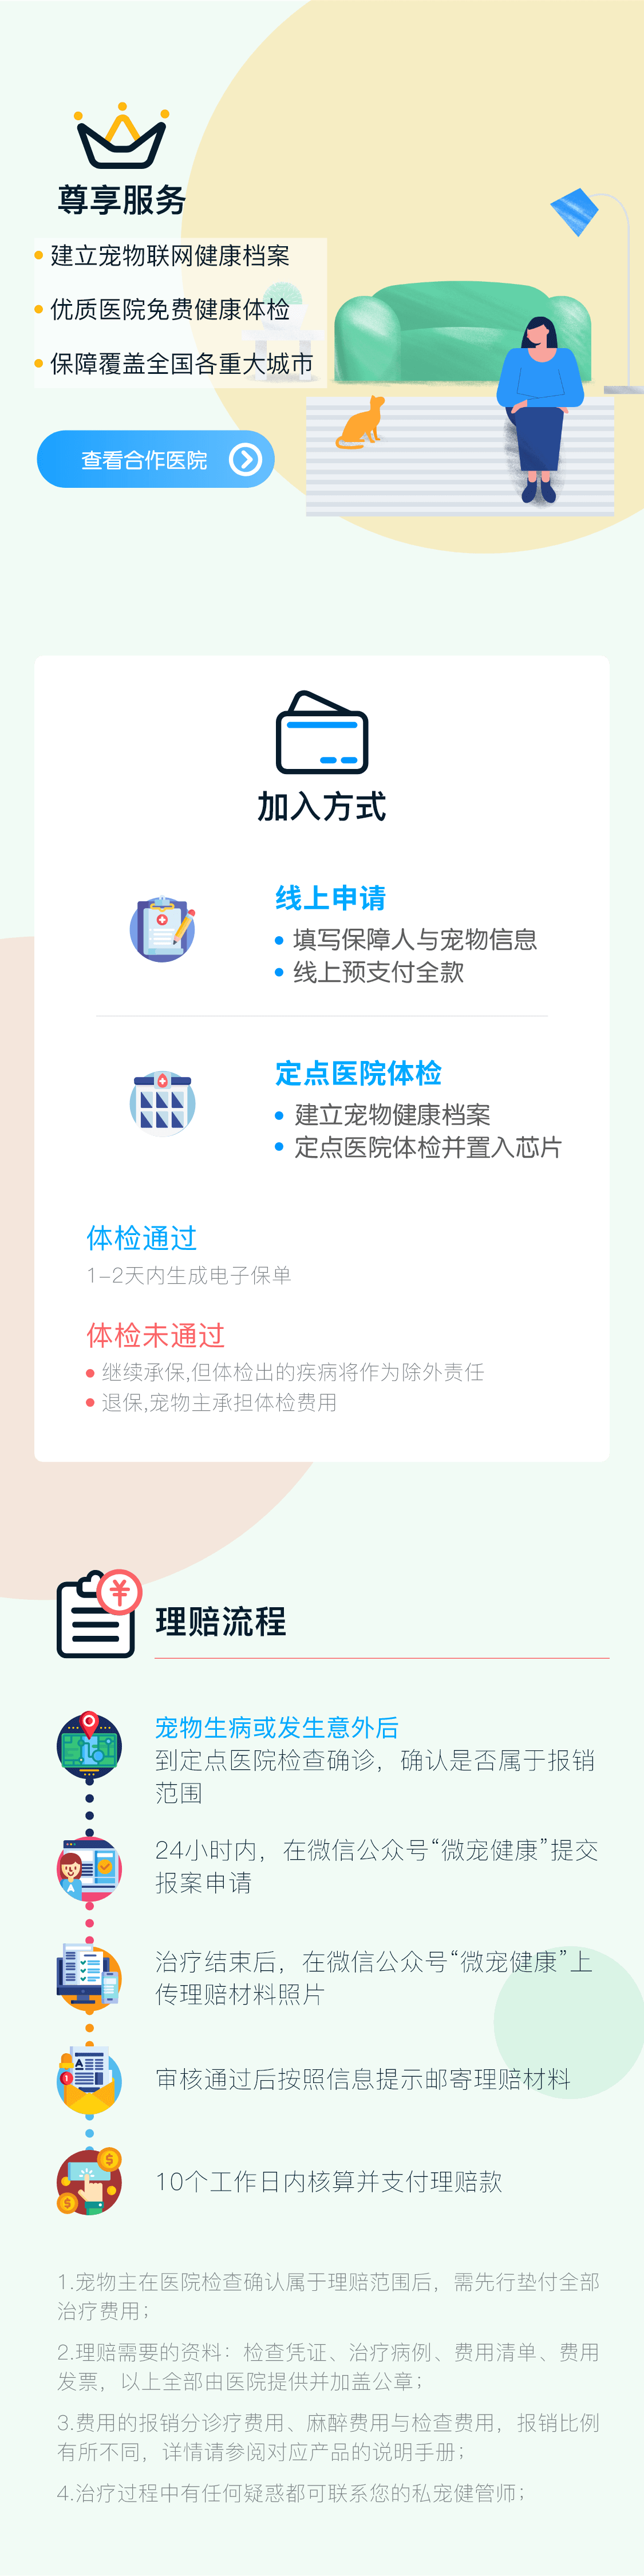 尊享服务
建立宠物联网健康档案
优质医院免费健康体检
保障覆盖全国各重大城市
查看合作医院
加入方式
线上申请
填写保障人与宠物信息
线上预支付全款
定点医院体检
建立宠物健康档案
定点医院体检并置入芯片
体检通过
1-2天内生成电子保单
体检未通过
继续承保,但体检出的疾病将作为除外责任
退保,宠物主承担体检费用
理赔流程
宠物生病或发生意外后
到定点医院检查确诊，确认是否属于报销
范围
24小时内，在微信公众号“微宠健康”提交
报案申请
治疗结束后，在微信公众号“微宠健康”上
传理赔材料照片
审核通过后按照信息提示邮寄理赔材料
10个工作日内核算并支付理赔款
1.宠物主在医院检查确认属于理赔范围后，需先行垫付全部
治疗费用；
2.理赔需要的资料：检查凭证、治疗病例、费用清单、费用
发票，以上全部由医院提供并加盖公章；
3.费用的报销分诊疗费用、麻醉费用与检查费用，报销比例
有所不同，详情请参阅对应产品的说明手册；
4.治疗过程中有任何疑惑都可联系您的私宠健管师；